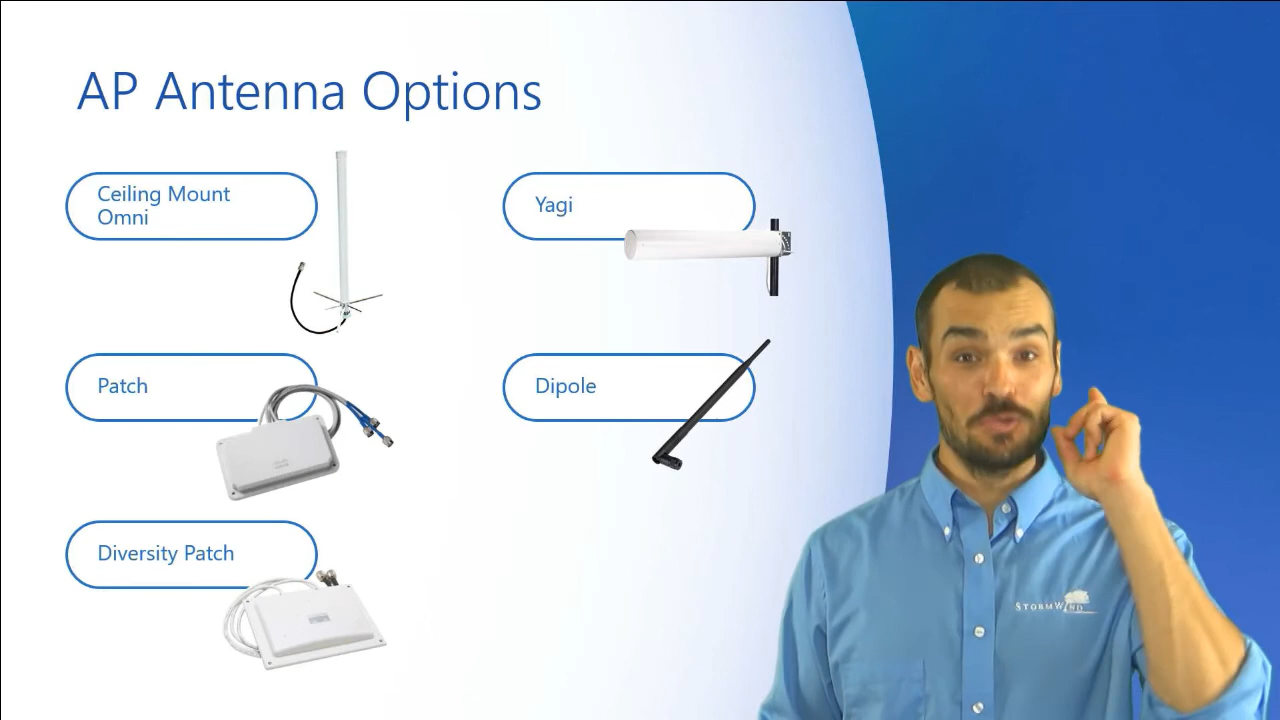 AP Antenna Options
Ceiling Mount
Omni
Yagi
Patch
Dipole
Diversity Patch
STORMWIND